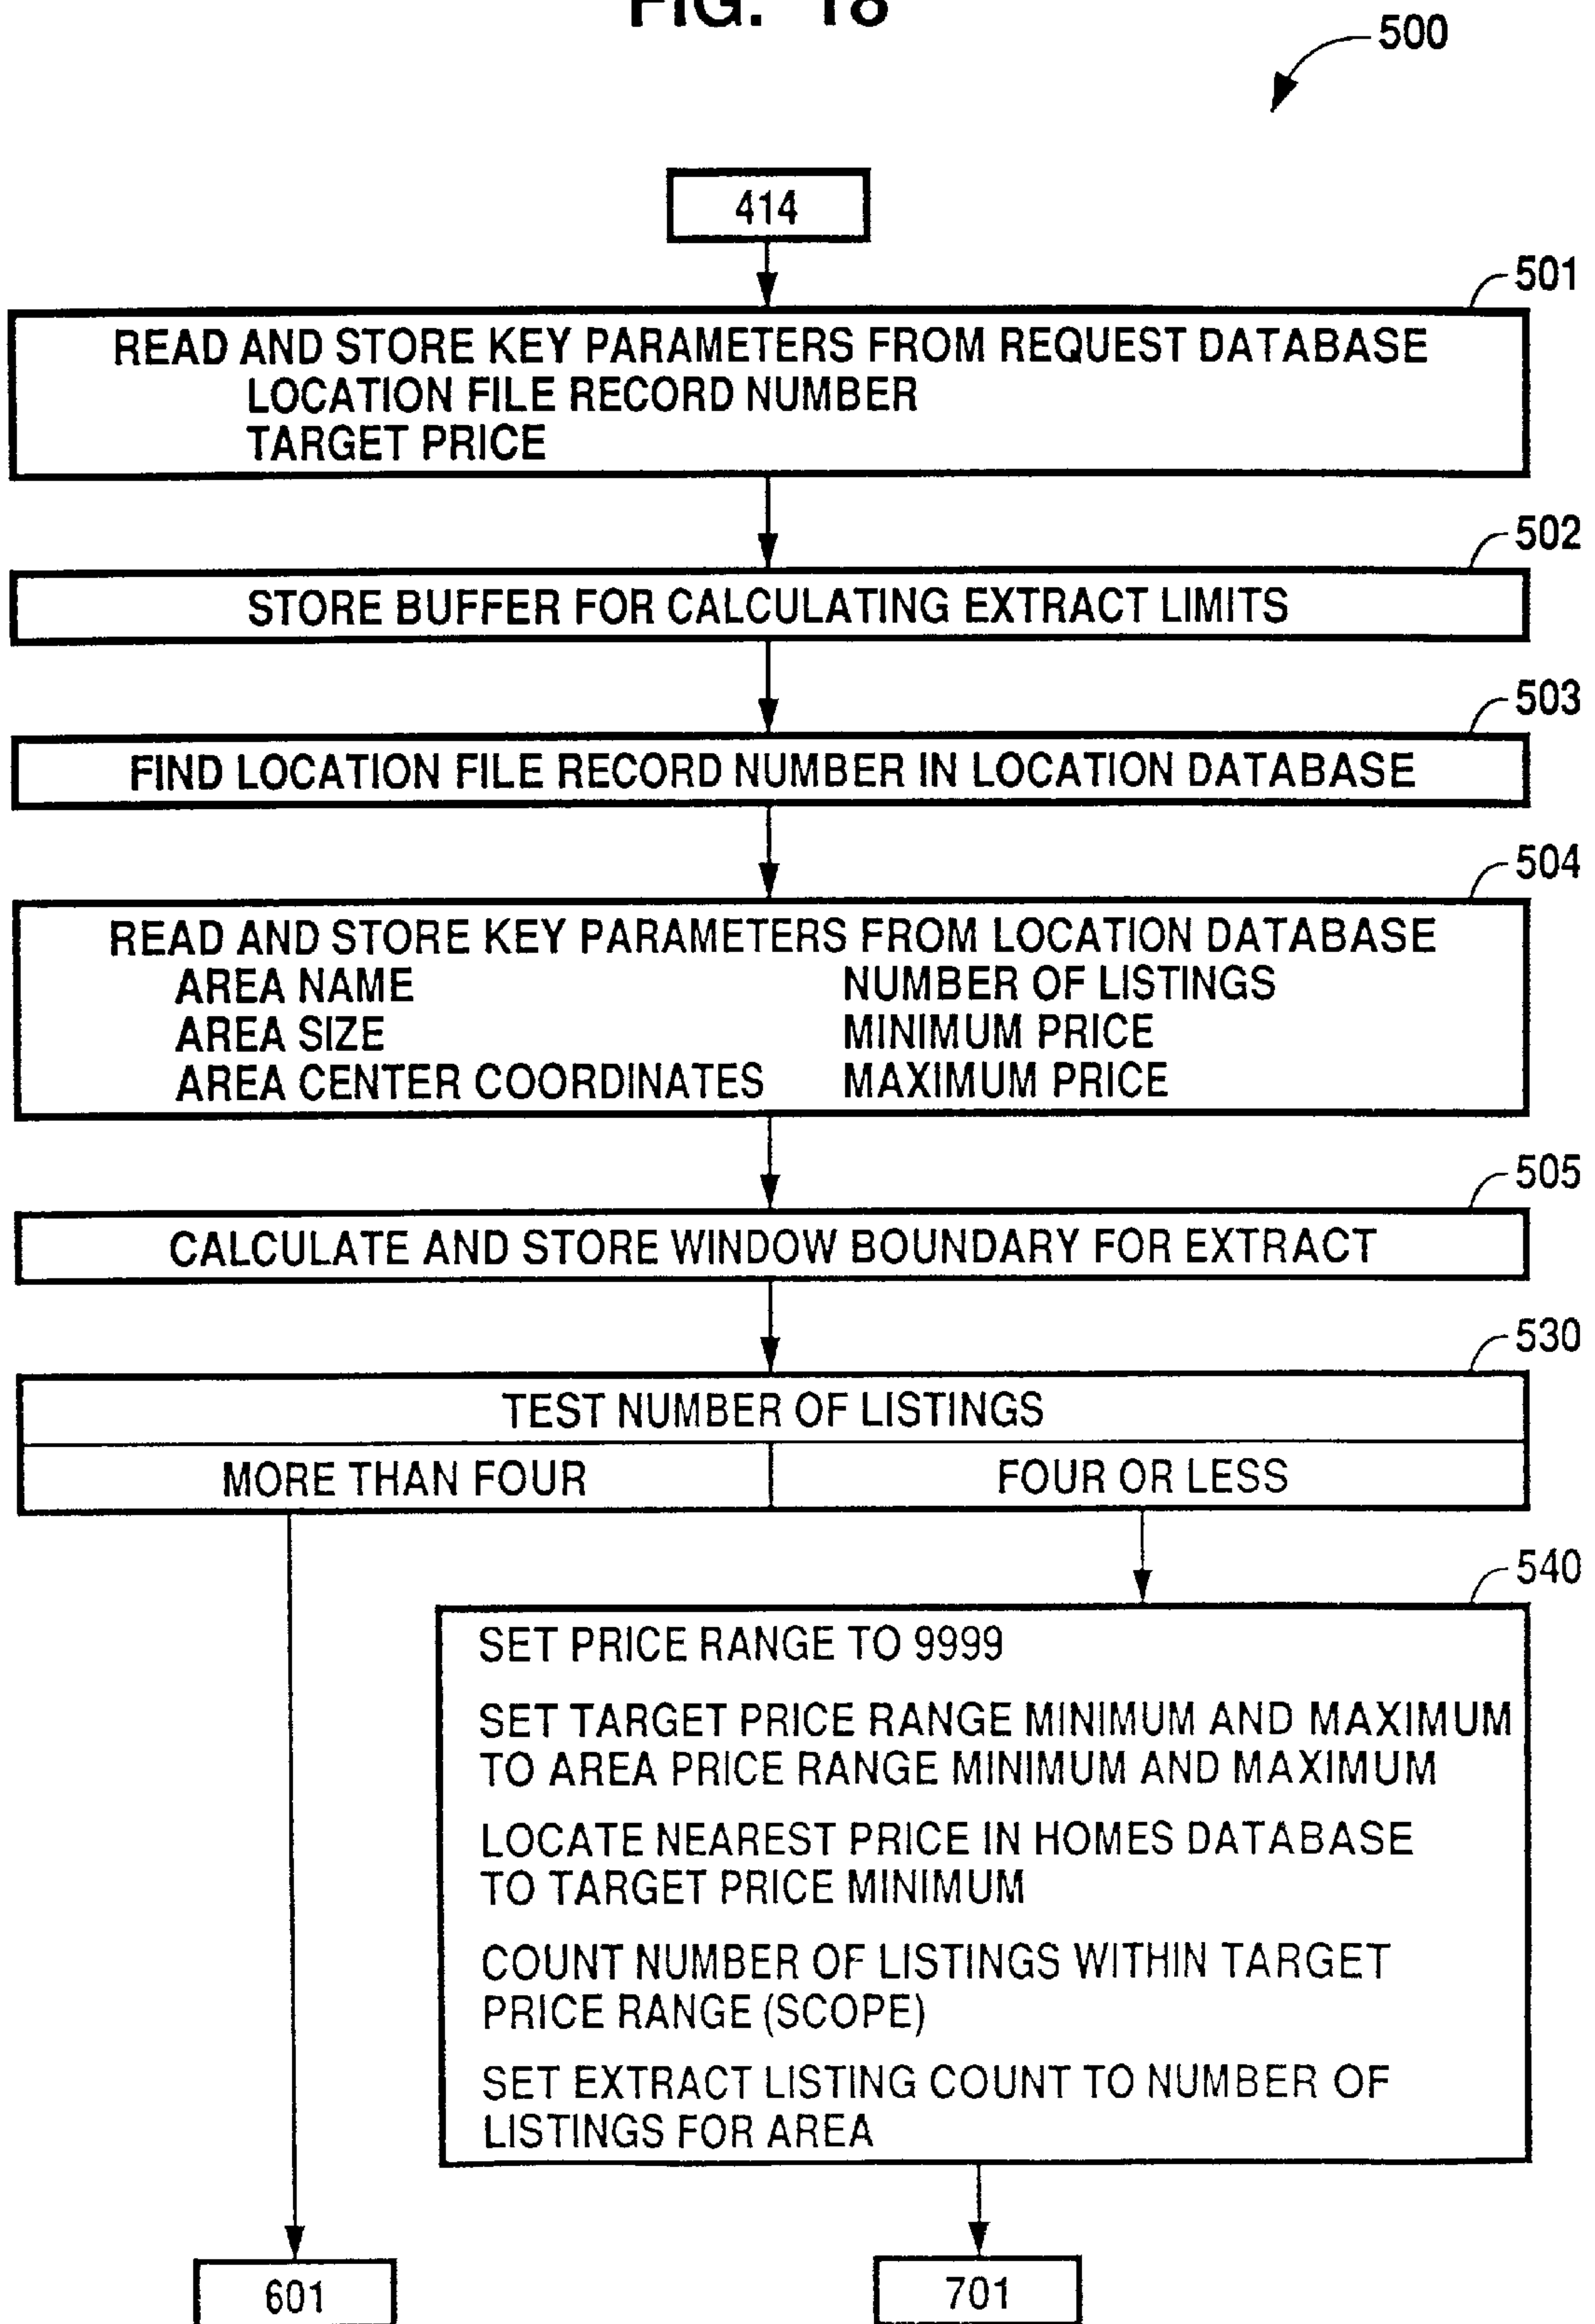 FIG. 18
500
414
501
READ AND STORE KEY PARAMETERS FROM REQUEST DATABASE
LOCATION FILE RECORD NUMBER
TARGET PRICE
502
STORE BUFFER FOR CALCULATING EXTRACT LIMITS
503
FIND LOCATION FILE RECORD NUMBER IN LOCATION DATABASE
504
READ AND STORE KEY PARAMETERS FROM LOCATION DATABASE
AREA NAME NUMBER OF LISTINGS
AREA SIZE MINIMUM PRICE
AREA CENTER COORDINATES MAXIMUM PRICE
505
CALCULATE AND STORE WINDOW BOUNDARY FOR EXTRACT
530
TEST NUMBER OF LISTINGS
MORE THAN FOUR FOUR OR LESS
540
SET PRICE RANGE TO 9999
SET TARGET PRICE RANGE MINIMUM AND MAXIMUM
TO AREA PRICE RANGE MINIMUM AND MAXIMUM
LOCATE NEAREST PRICE IN HOMES DATABASE
TO TARGET PRICE MINIMUM
COUNT NUMBER OF LISTINGS WITHIN TARGET
PRICE RANGE (SCOPE)
SET EXTRACT LISTING COUNT TO NUMBER OF
LISTINGS FOR AREA
601 701